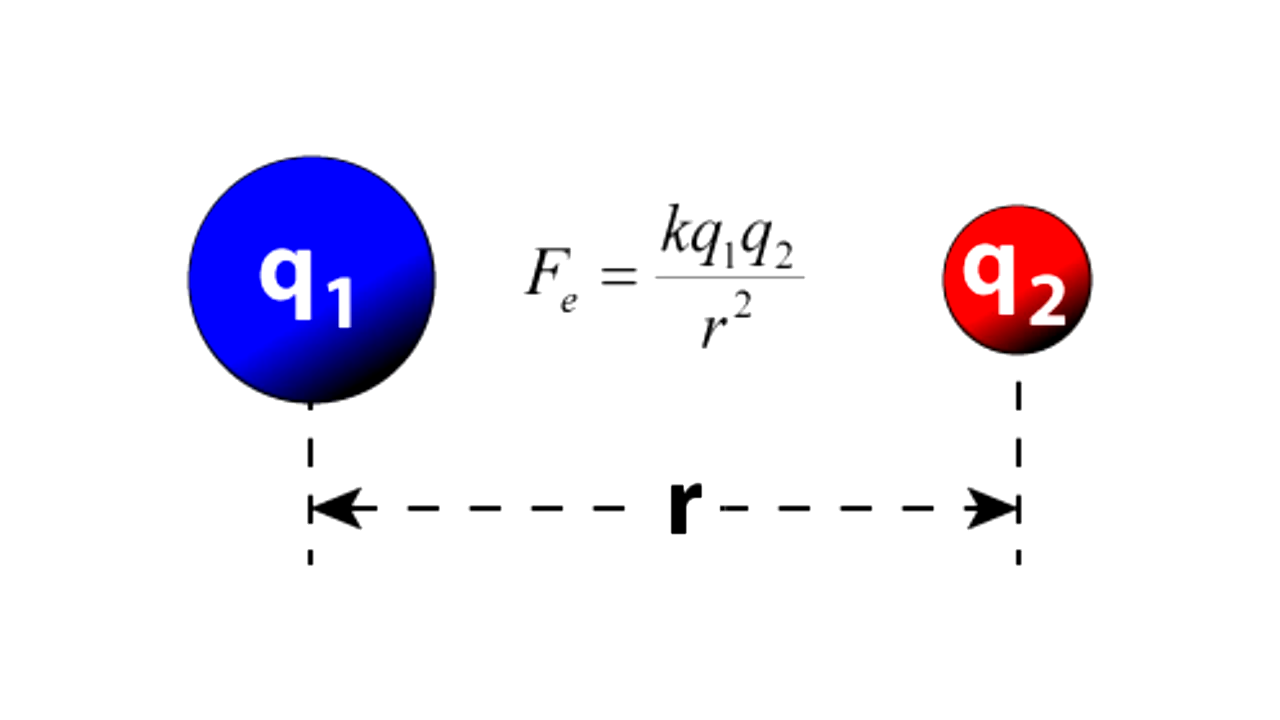 q₁
Fₑ = kq₁q₂ / r²
q₂
r